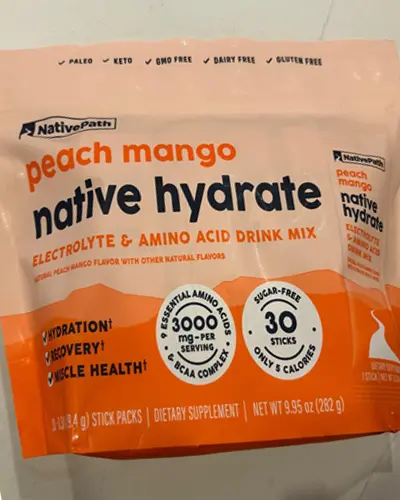 ✓ PALEO ✓ KETO ✓ GMO FREE ✓ DAIRY FREE ✓ GLUTEN FREE
NativePath
peach mango
native hydrate
ELECTROLYTE & AMINO ACID DRINK MIX
NATURAL PEACH MANGO FLAVOR WITH OTHER NATURAL FLAVORS
✓ HYDRATION†
✓ RECOVERY†
✓ MUSCLE HEALTH†
9 ESSENTIAL AMINO ACIDS
3000
mg-PER
SERVING
& BCAA COMPLEX
SUGAR-FREE
30
STICKS
ONLY 5 CALORIES
STICK PACKS | DIETARY SUPPLEMENT | NET WT 9.95 oz (282 g)
NativePath
peach
mango
native
hydrate
ELECTROLYTE
& AMINO ACID
DRINK MIX